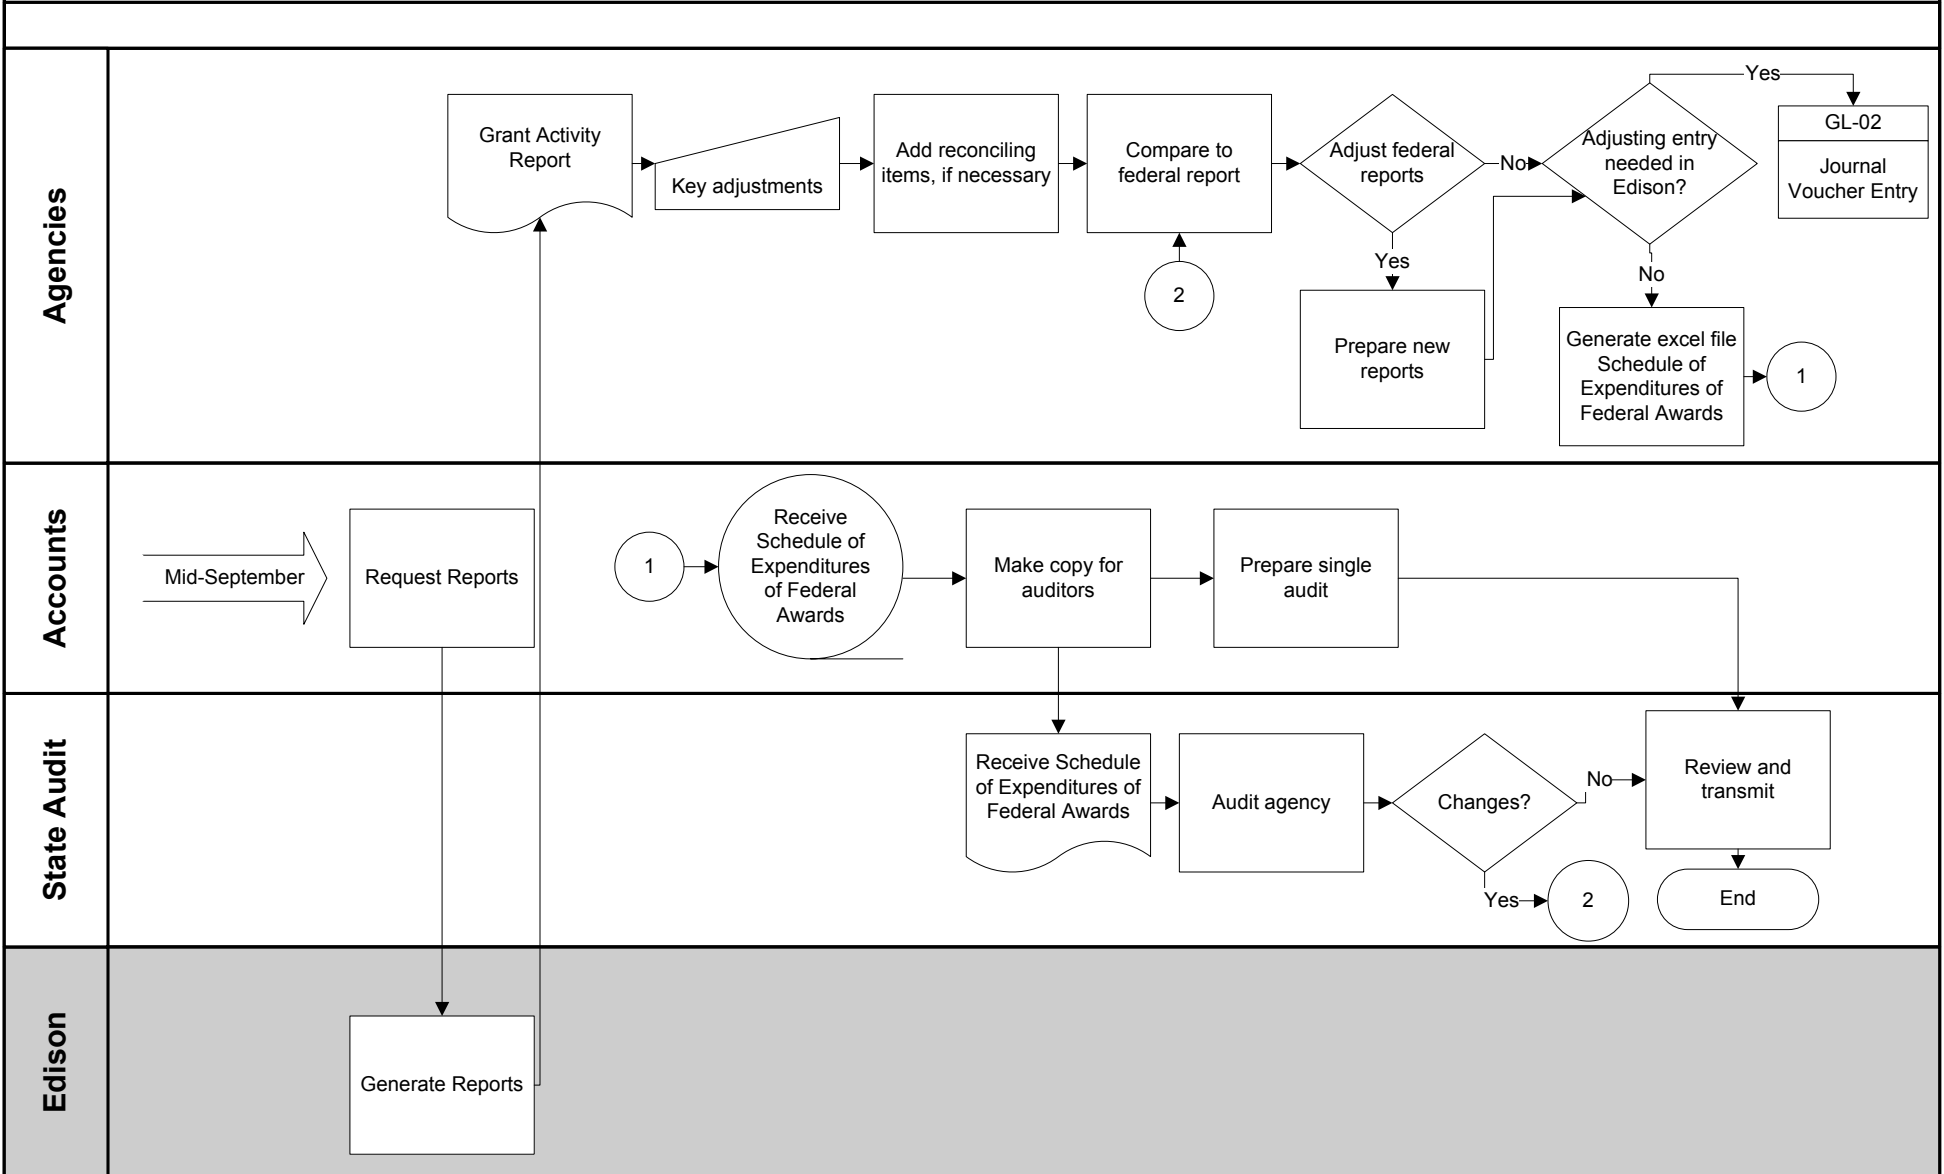 Agencies
Grant Activity
Report
Key adjustments
Add reconciling
items, if necessary
Compare to
federal report
2
Adjust federal
reports
No
Yes
Prepare new
reports
Adjusting entry
needed in
Edison?
Yes
GL-02
Journal
Voucher Entry
No
Generate excel file
Schedule of
Expenditures of
Federal Awards
1
Accounts
Mid-September
Request Reports
1
Receive
Schedule of
Expenditures
of Federal
Awards
Make copy for
auditors
Prepare single
audit
State Audit
Receive Schedule
of Expenditures of
Federal Awards
Audit agency
Changes?
No
Yes
2
Review and
transmit
End
Edison
Generate Reports